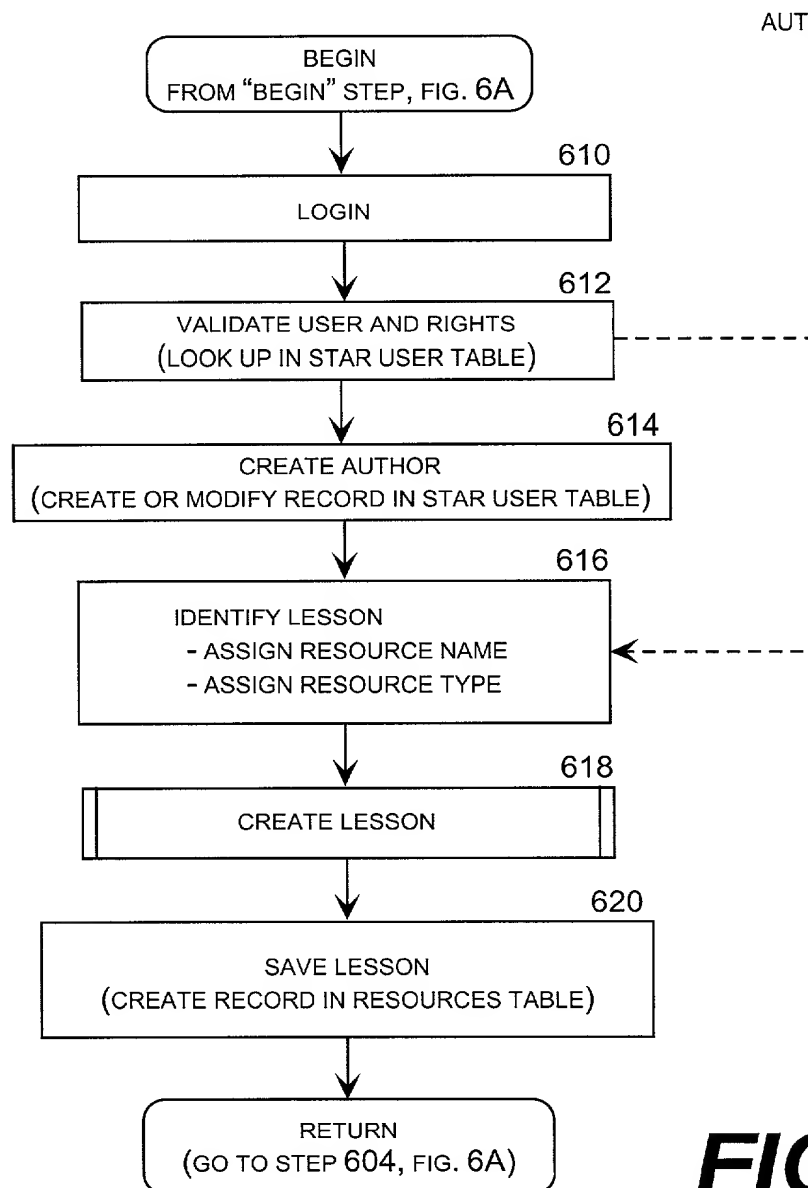 AUT
BEGIN
FROM “BEGIN” STEP, FIG. 6A
610
LOGIN
612
VALIDATE USER AND RIGHTS
(LOOK UP IN STAR USER TABLE)
614
CREATE AUTHOR
(CREATE OR MODIFY RECORD IN STAR USER TABLE)
616
IDENTIFY LESSON
- ASSIGN RESOURCE NAME
- ASSIGN RESOURCE TYPE
618
CREATE LESSON
620
SAVE LESSON
(CREATE RECORD IN RESOURCES TABLE)
RETURN
(GO TO STEP 604, FIG. 6A)
FIG